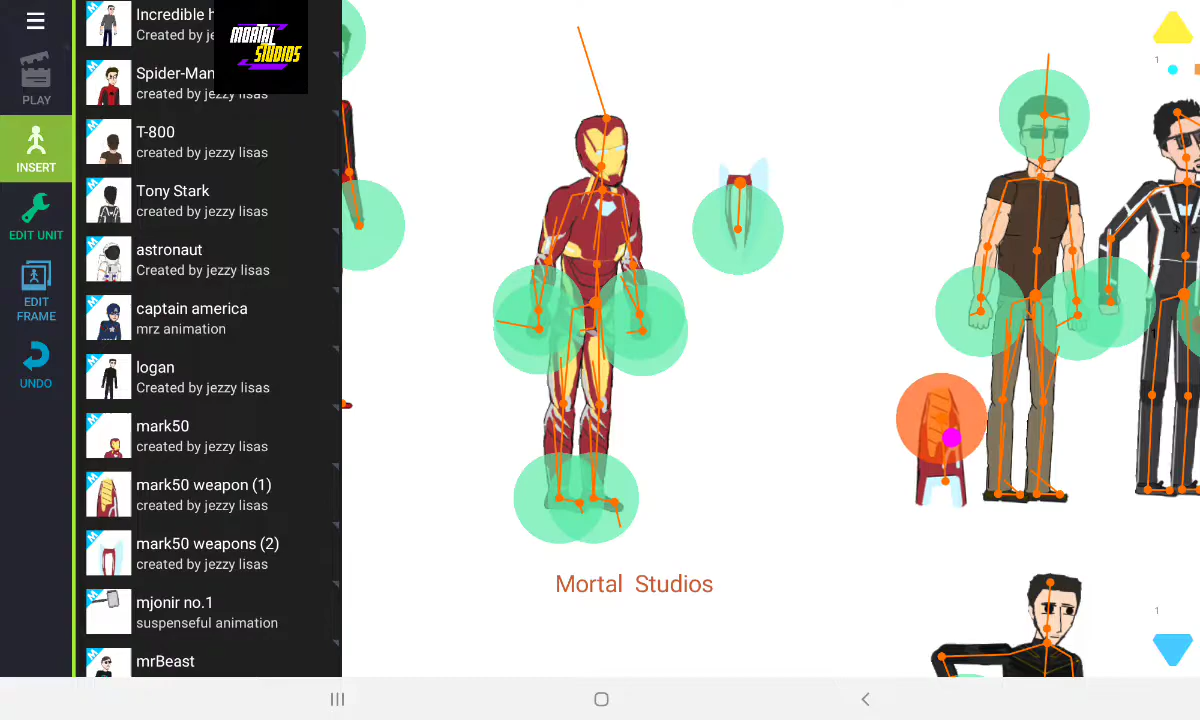 PLAY
INSERT
EDIT UNIT
EDIT
FRAME
UNDO
Incredible h
Created by je
Spider-Man
created by jezzy lisas
T-800
created by jezzy lisas
Tony Stark
created by jezzy lisas
astronaut
Created by jezzy lisas
captain america
mrz animation
logan
Created by jezzy lisas
mark50
created by jezzy lisas
mark50 weapon (1)
created by jezzy lisas
mark50 weapons (2)
created by jezzy lisas
mjonir no.1
suspenseful animation
mrBeast
MORTAL
STUDIOS
Mortal Studios
1
1
1